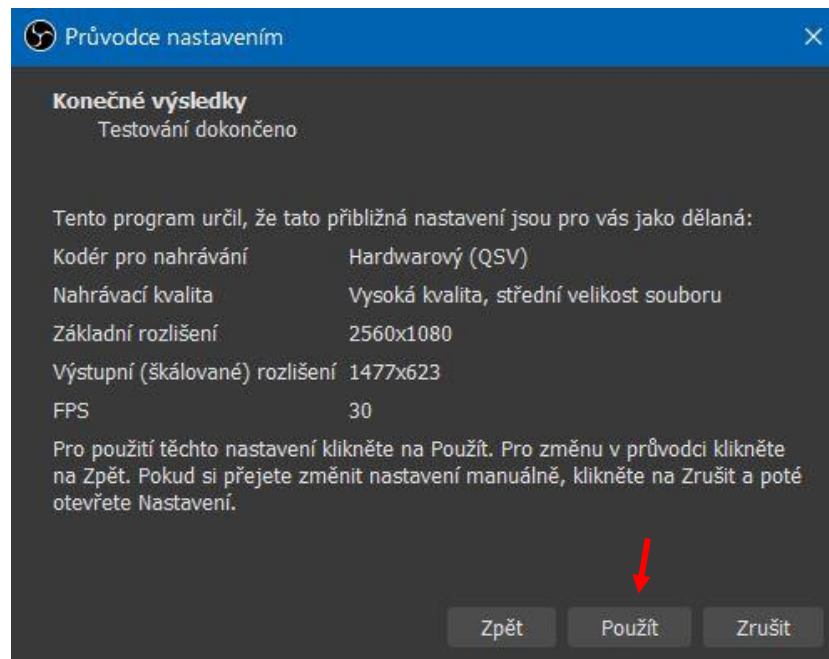 Průvodce nastavením
Konečné výsledky
Testování dokončeno
Tento program určil, že tato přibližná nastavení jsou pro vás jako dělaná:
Kodér pro nahrávání Hardwarový (QSV)
Nahrávací kvalita Vysoká kvalita, střední velikost souboru
Základní rozlišení 2560x1080
Výstupní (škálované) rozlišení 1477x623
FPS 30
Pro použití těchto nastavení klikněte na Použít. Pro změnu v průvodci klikněte
na Zpět. Pokud si přejete změnit nastavení manuálně, klikněte na Zrušit a poté
otevřete Nastavení.
Zpět Použít Zrušit